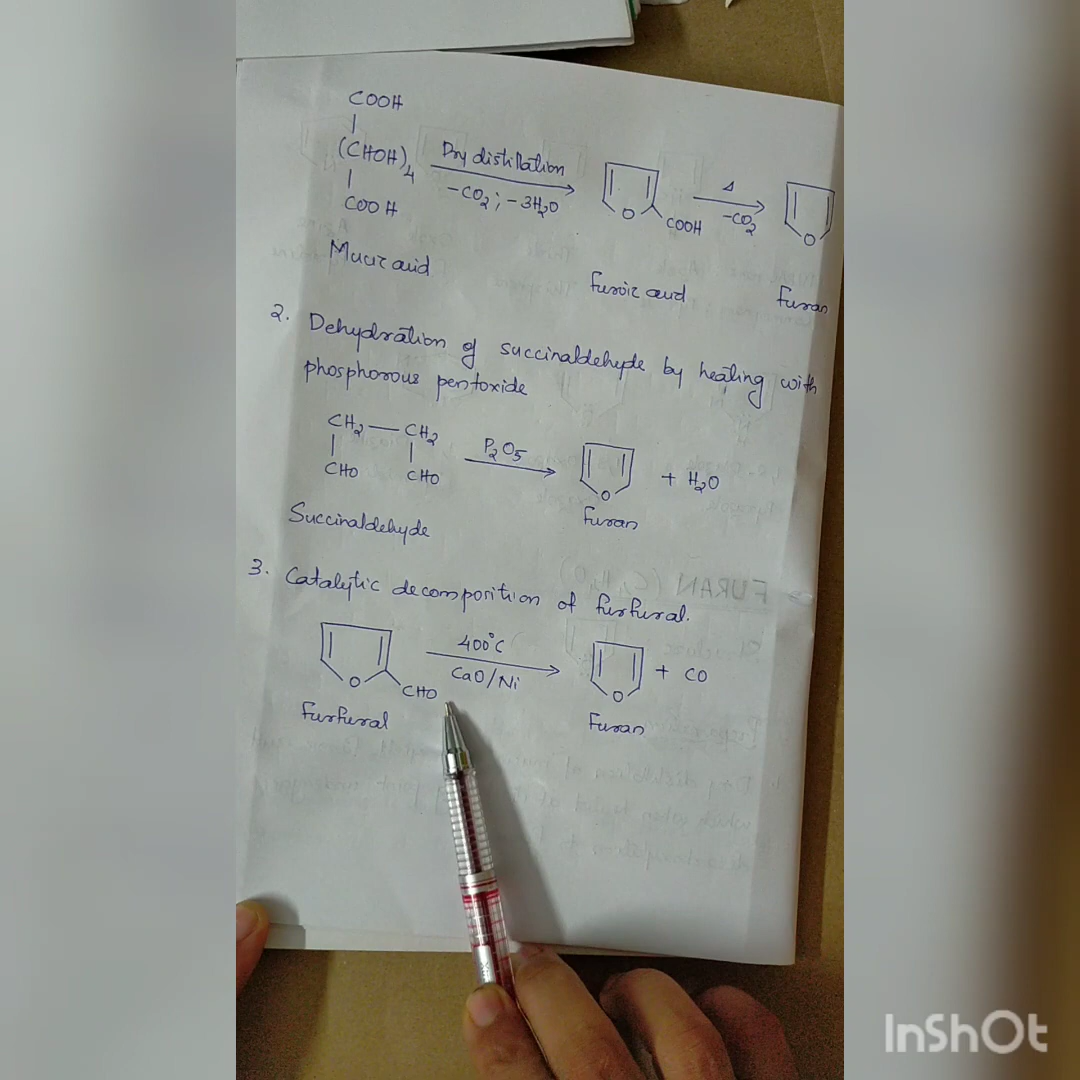 COOH
(CHOH)4
COOH
Dry distillation
-CO2 ; -3H2O
O
COOH
Δ
-CO2
O
Mucic acid
Furoic acid
Furan
2. Dehydration of succinaldehyde by heating with
phosphorous pentoxide
CH2 — CH2
CHO CHO
P2O5
O
+ H2O
Succinaldehyde
Furan
3. Catalytic decomposition of furfural.
O
CHO
400°C
CaO/Ni
O
+ CO
Furfural
Furan
FURAN (C4H4O)
InShOt